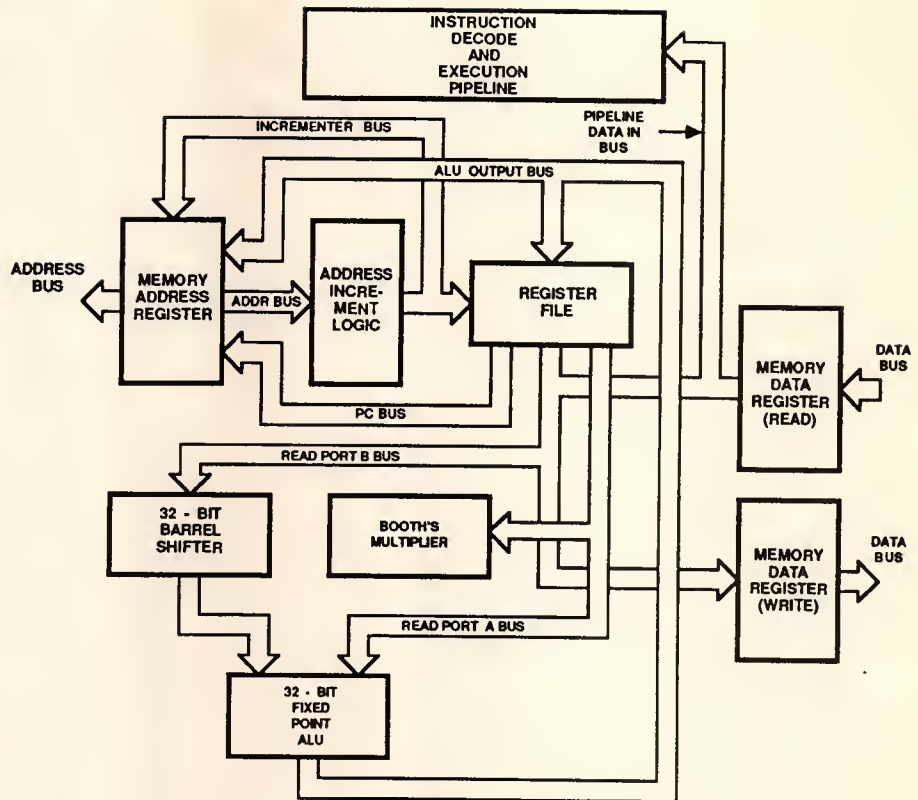 INSTRUCTION
DECODE
AND
EXECUTION
PIPELINE
PIPELINE
DATA IN
BUS
INCREMENTER BUS
ALU OUTPUT BUS
ADDRESS
BUS
MEMORY
ADDRESS
REGISTER
ADDR BUS
ADDRESS
INCRE-
MENT
LOGIC
REGISTER
FILE
MEMORY
DATA
REGISTER
(READ)
DATA
BUS
PC BUS
READ PORT B BUS
32 - BIT
BARREL
SHIFTER
BOOTH'S
MULTIPLIER
MEMORY
DATA
REGISTER
(WRITE)
DATA
BUS
READ PORT A BUS
32 - BIT
FIXED
POINT
ALU